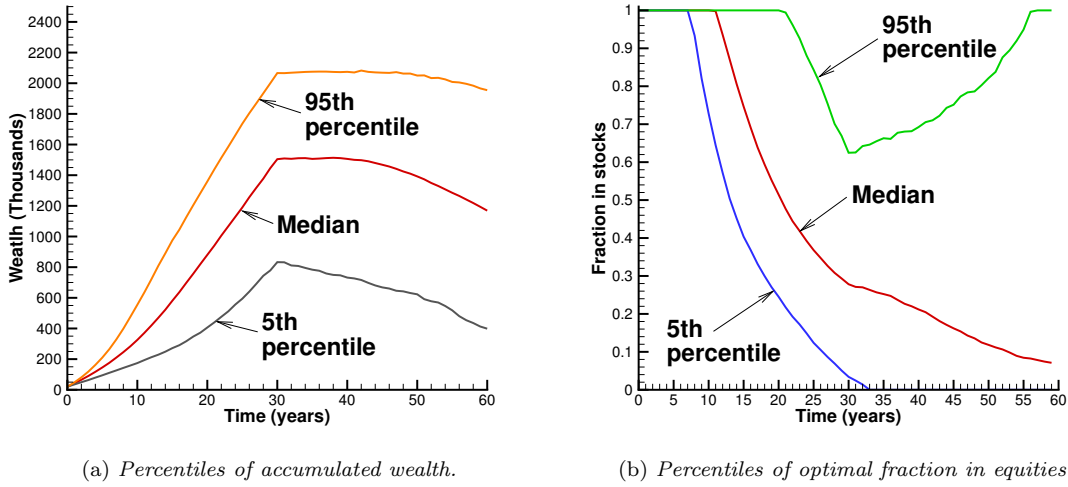 2400
2200
2000
1800
1600
1400
1200
1000
800
600
400
200
0
Wealth (Thousands)
95th
percentile
Median
5th
percentile
0 10 20 30 40 50 60
Time (years)
(a) Percentiles of accumulated wealth.
1
0.9
0.8
0.7
0.6
0.5
0.4
0.3
0.2
0.1
0
Fraction in stocks
95th
percentile
Median
5th
percentile
0 5 10 15 20 25 30 35 40 45 50 55 60
Time (years)
(b) Percentiles of optimal fraction in equities